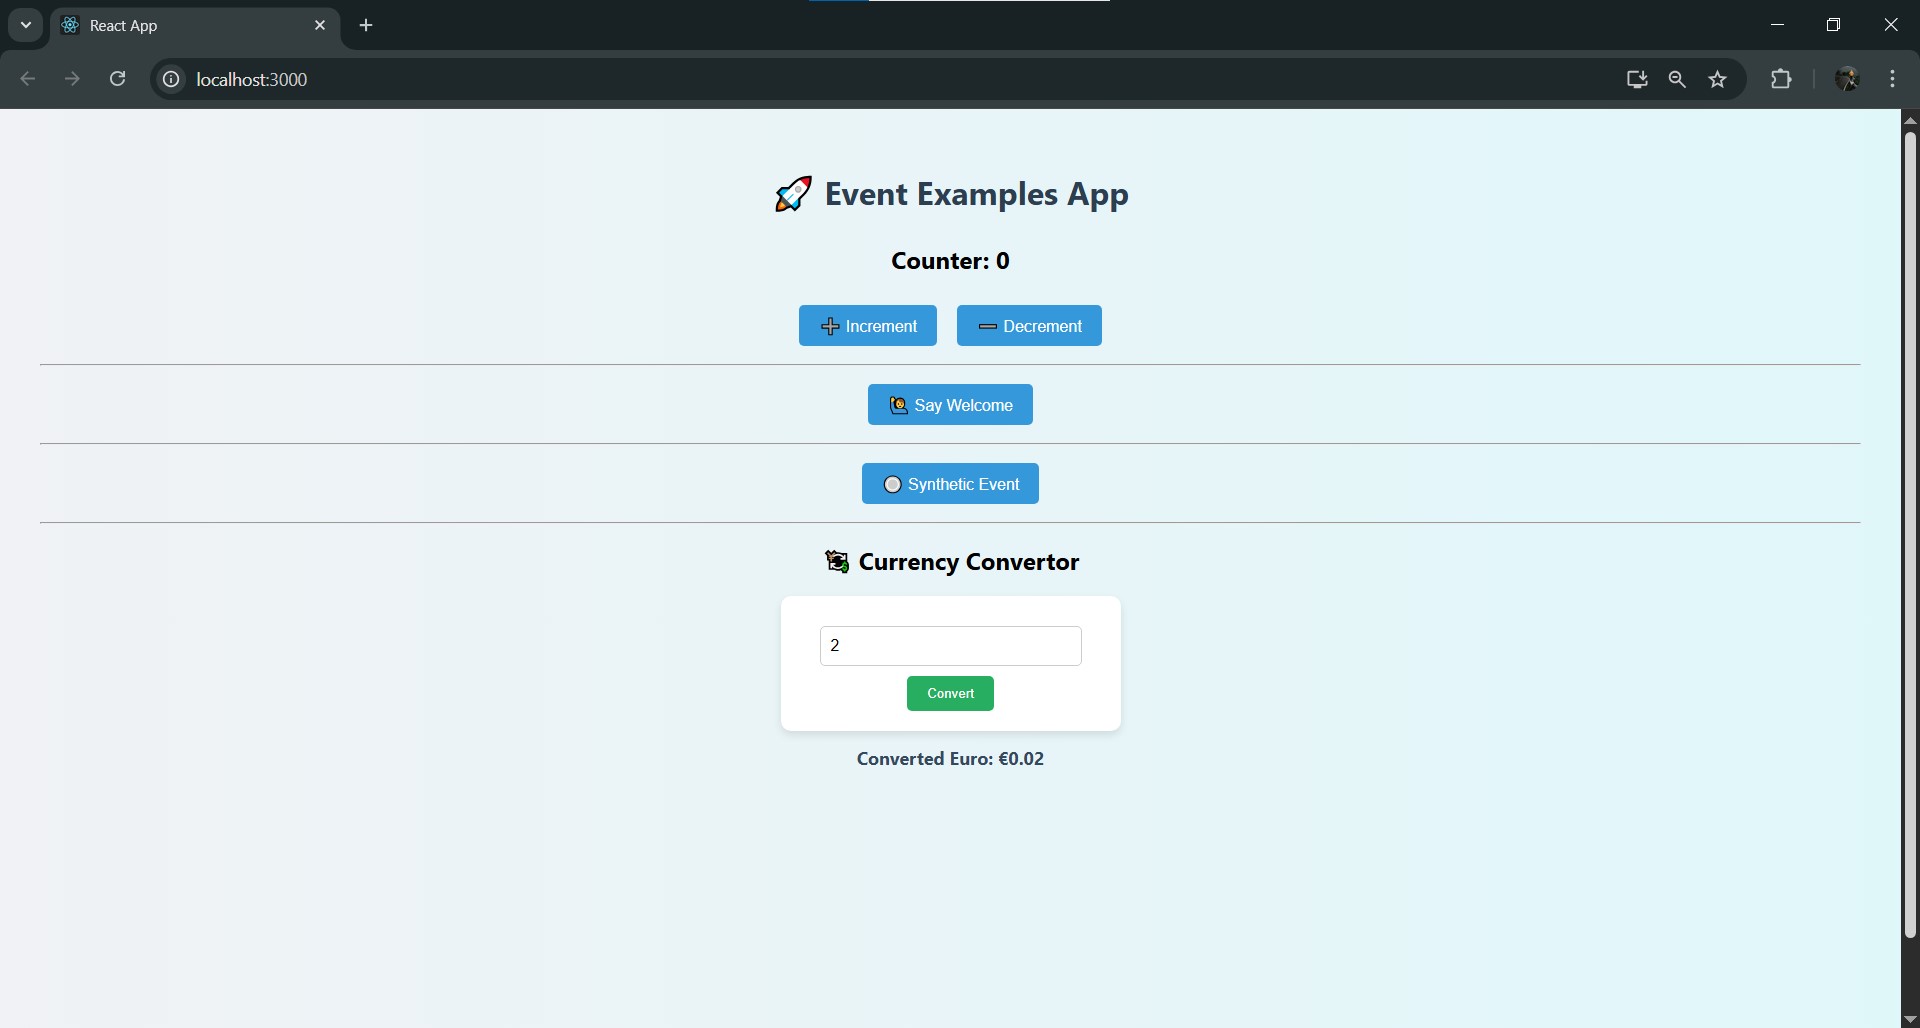 React App
localhost:3000
🚀 Event Examples App
Counter: 0
➕ Increment ➖ Decrement
🙋 Say Welcome
🔘 Synthetic Event
💱 Currency Convertor
2
Convert
Converted Euro: €0.02